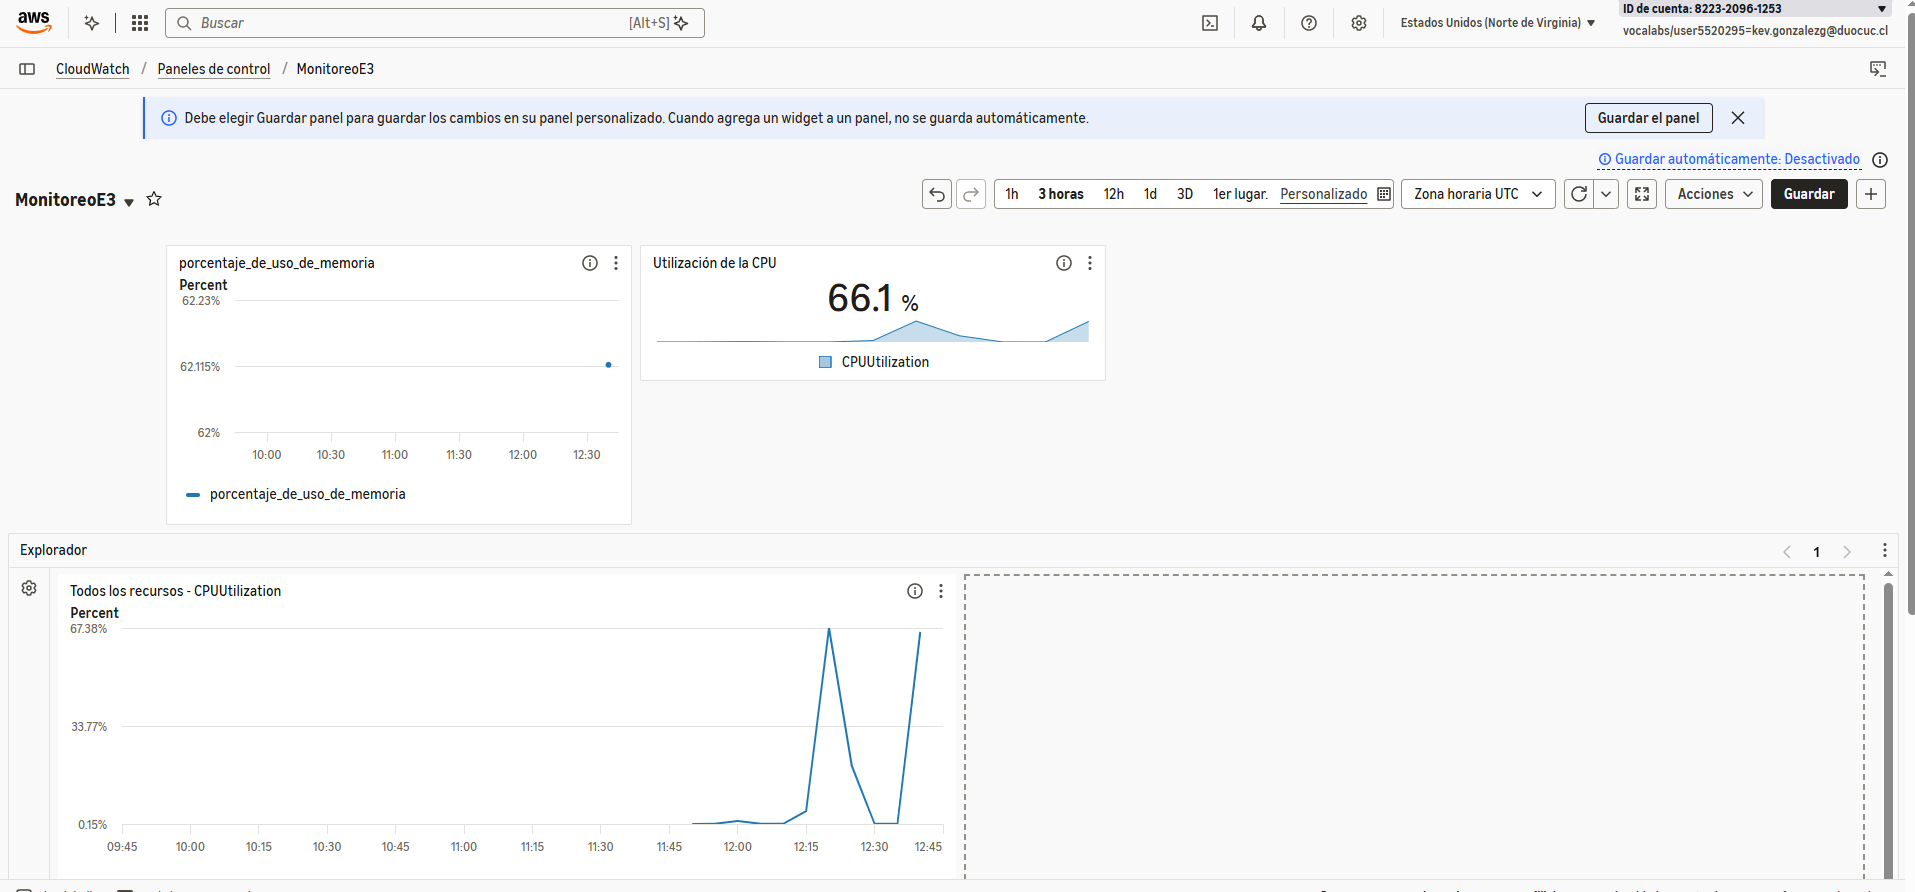 aws
Buscar
[Alt+S]
Estados Unidos (Norte de Virginia)
ID de cuenta: 8223-2096-1253
vocalabs/user5520295=kev.gonzalezg@duocuc.cl
CloudWatch / Paneles de control / MonitoreoE3
Debe elegir Guardar panel para guardar los cambios en su panel personalizado. Cuando agrega un widget a un panel, no se guarda automáticamente.
Guardar el panel
Guardar automáticamente: Desactivado
MonitoreoE3
1h 3 horas 12h 1d 3D 1er lugar. Personalizado
Zona horaria UTC
Acciones
Guardar
porcentaje_de_uso_de_memoria
Percent
62.23%
62.115%
62%
10:00 10:30 11:00 11:30 12:00 12:30
porcentaje_de_uso_de_memoria
Utilización de la CPU
66.1 %
CPUUtilization
Explorador
1
Todos los recursos - CPUUtilization
Percent
67.38%
33.77%
0.15%
09:45 10:00 10:15 10:30 10:45 11:00 11:15 11:30 11:45 12:00 12:15 12:30 12:45